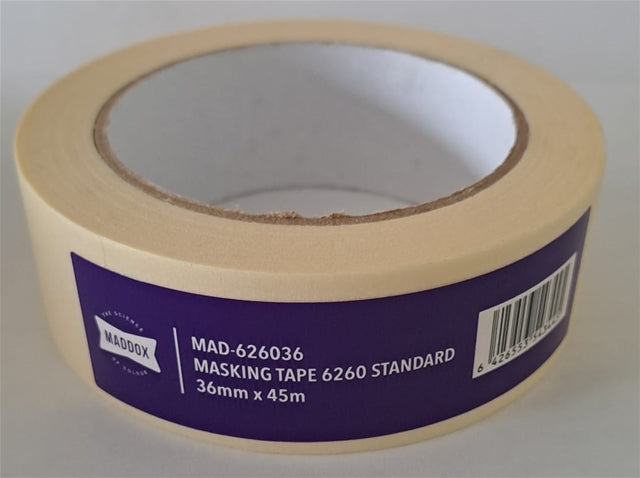 THE SCIENCE
MADDOX
OF COLOUR
MAD-626036
MASKING TAPE 6260 STANDARD
36mm x 45m